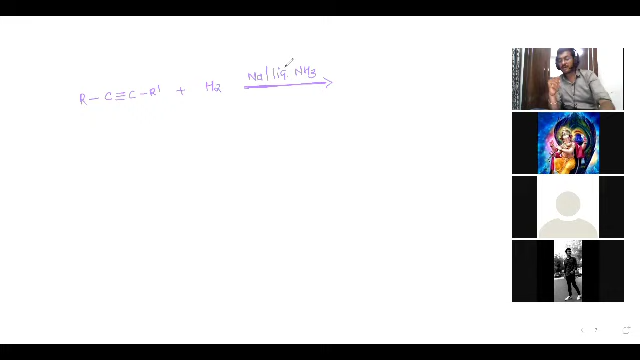 Na/liq. NH3
R – C ≡ C – R' + H2